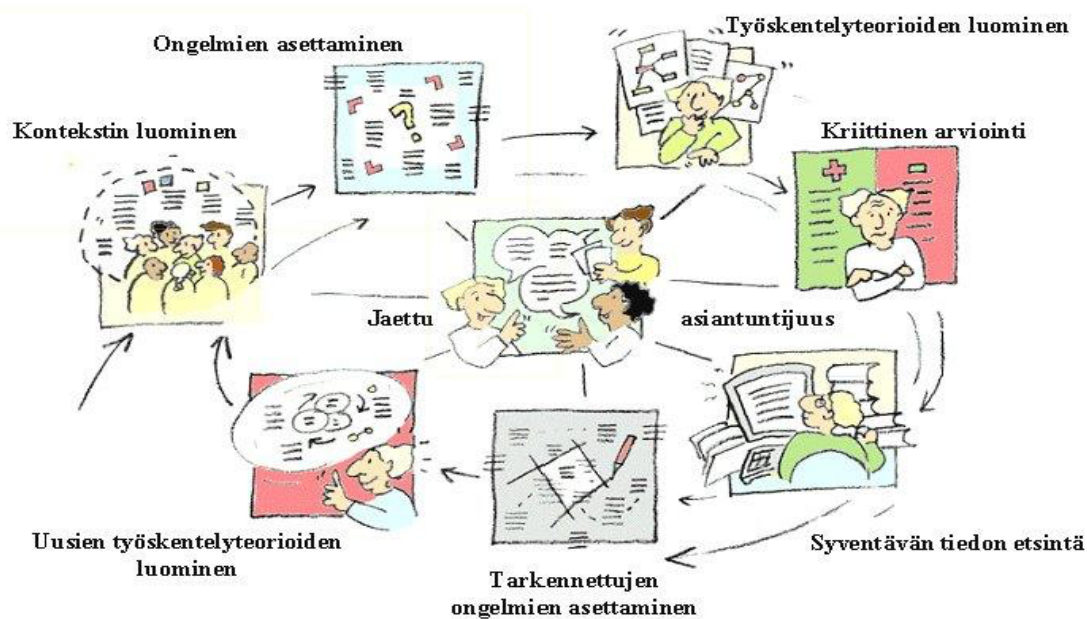 Työskentelyteorioiden luominen
Ongelmien asettaminen
Kontekstin luominen
Kriittinen arviointi
Jaettu
asiantuntijuus
Uusien työskentelyteorioiden
luominen
Syventävän tiedon etsintä
Tarkennettujen
ongelmien asettaminen